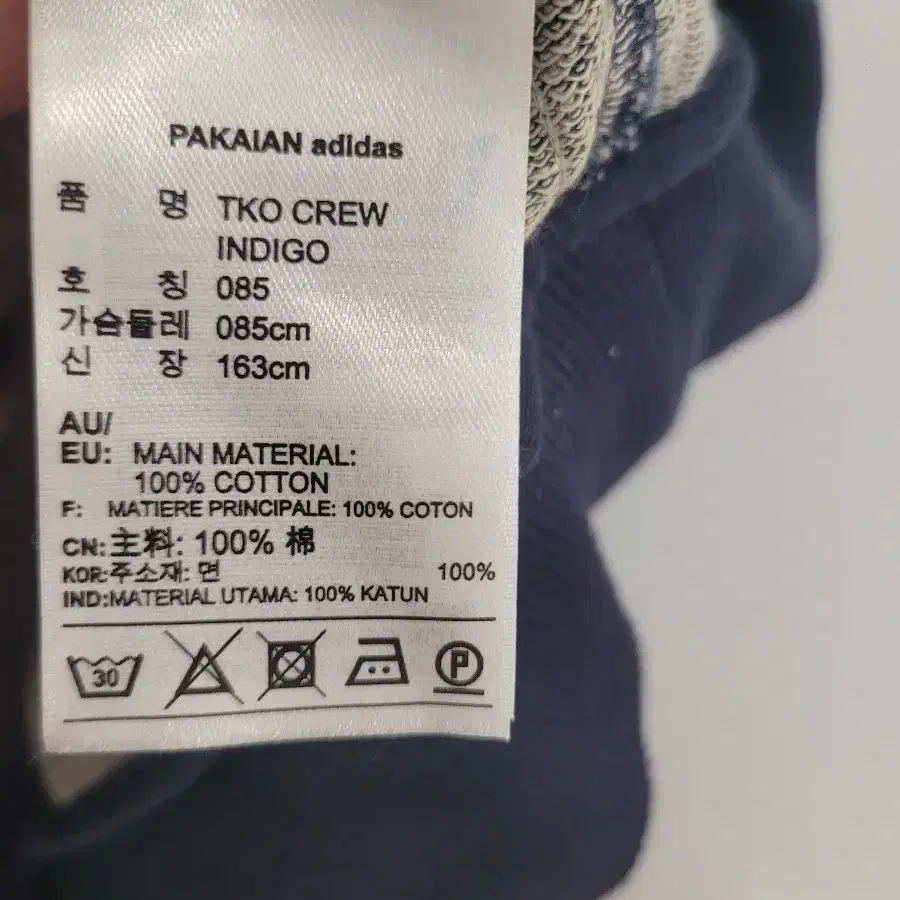 PAKAIAN adidas
품 명 TKO CREW
INDIGO
호 칭 085
가슴둘레 085cm
신 장 163cm
AU/
EU: MAIN MATERIAL:
100% COTTON
F: MATIERE PRINCIPALE: 100% COTON
CN:主料: 100% 棉
KOR:주소재: 면 100%
IND:MATERIAL UTAMA: 100% KATUN
30
P